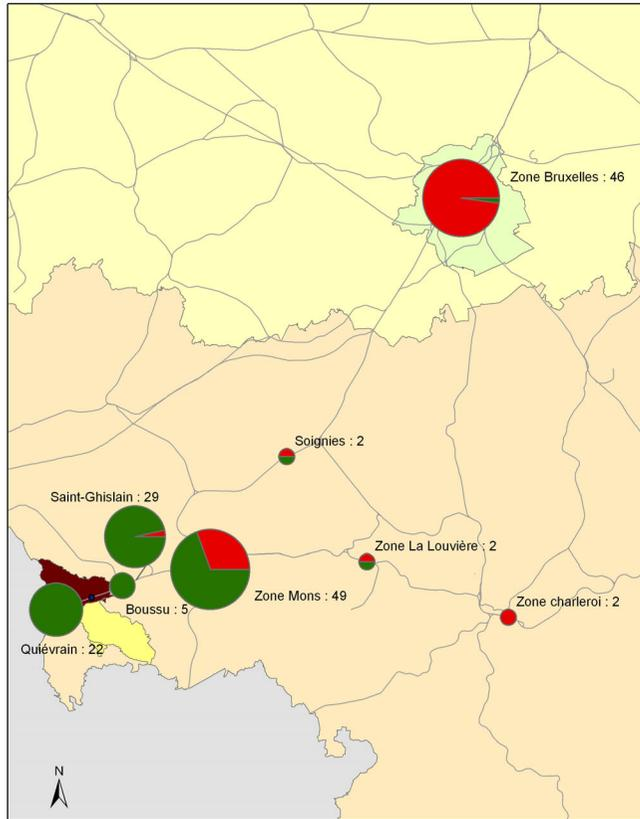 Zone Bruxelles : 46
Soignies : 2
Saint-Ghislain : 29
Zone La Louvière : 2
Zone Mons : 49
Zone charleroi : 2
Boussu : 5
Quiévrain : 22
N